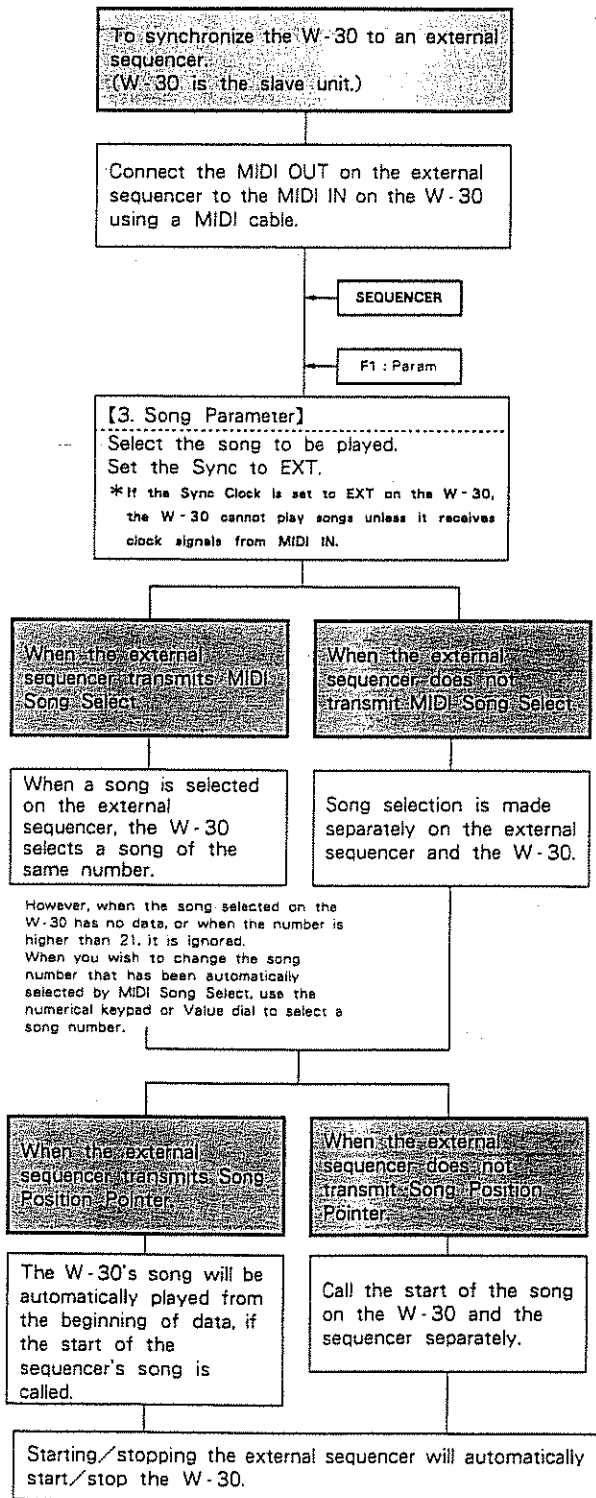 To synchronize the W-30 to an external
sequencer.
(W-30 is the slave unit.)
Connect the MIDI OUT on the external
sequencer to the MIDI IN on the W-30
using a MIDI cable.
SEQUENCER
F1 : Param
【3. Song Parameter】
Select the song to be played.
Set the Sync to EXT.
*If the Sync Clock is set to EXT on the W-30,
the W-30 cannot play songs unless it receives
clock signals from MIDI IN.
When the external
sequencer transmits MIDI
Song Select.
When the external
sequencer does not
transmit MIDI Song Select.
When a song is selected
on the external
sequencer, the W-30
selects a song of the
same number.
Song selection is made
separately on the external
sequencer and the W-30.
However, when the song selected on the
W-30 has no data, or when the number is
higher than 21, it is ignored.
When you wish to change the song
number that has been automatically
selected by MIDI Song Select, use the
numerical keypad or Value dial to select a
song number.
When the external
sequencer transmits Song
Position Pointer.
When the external
sequencer does not
transmit Song Position
Pointer.
The W-30's song will be
automatically played from
the beginning of data, if
the start of the
sequencer's song is
called.
Call the start of the song
on the W-30 and the
sequencer separately.
Starting/stopping the external sequencer will automatically
start/stop the W-30.